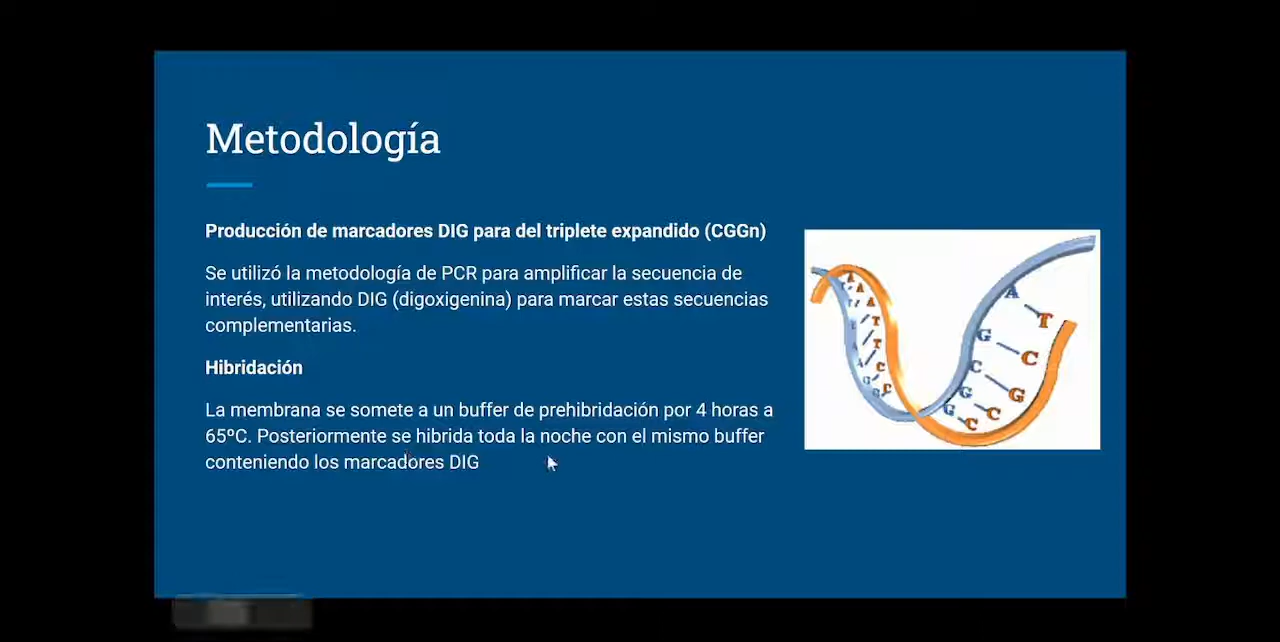 Metodología
Producción de marcadores DIG para del triplete expandido (CGGn)
Se utilizó la metodología de PCR para amplificar la secuencia de
interés, utilizando DIG (digoxigenina) para marcar estas secuencias
complementarias.
Hibridación
La membrana se somete a un buffer de prehibridación por 4 horas a
65ºC. Posteriormente se hibrida toda la noche con el mismo buffer
conteniendo los marcadores DIG
A T
G C
C G
G C
G C